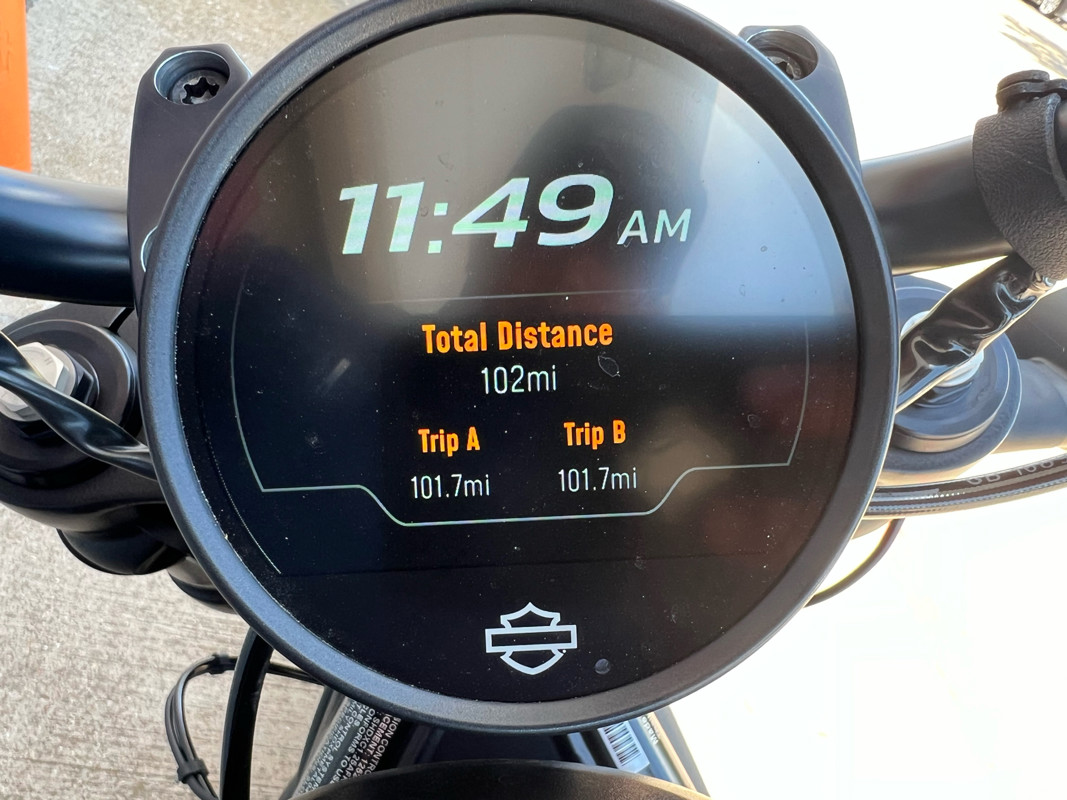 11:49 AM
Total Distance
102mi
Trip A
Trip B
101.7mi
101.7mi